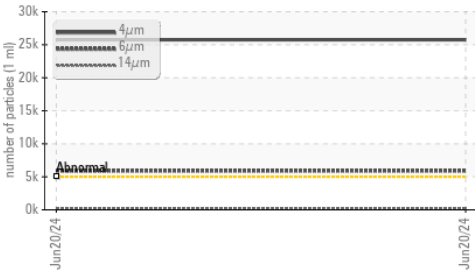 number of particles (1 ml)
30k
25k
20k
15k
10k
5k
0k
4µm
6µm
14µm
Abnormal
Jun20/24
Jun20/24